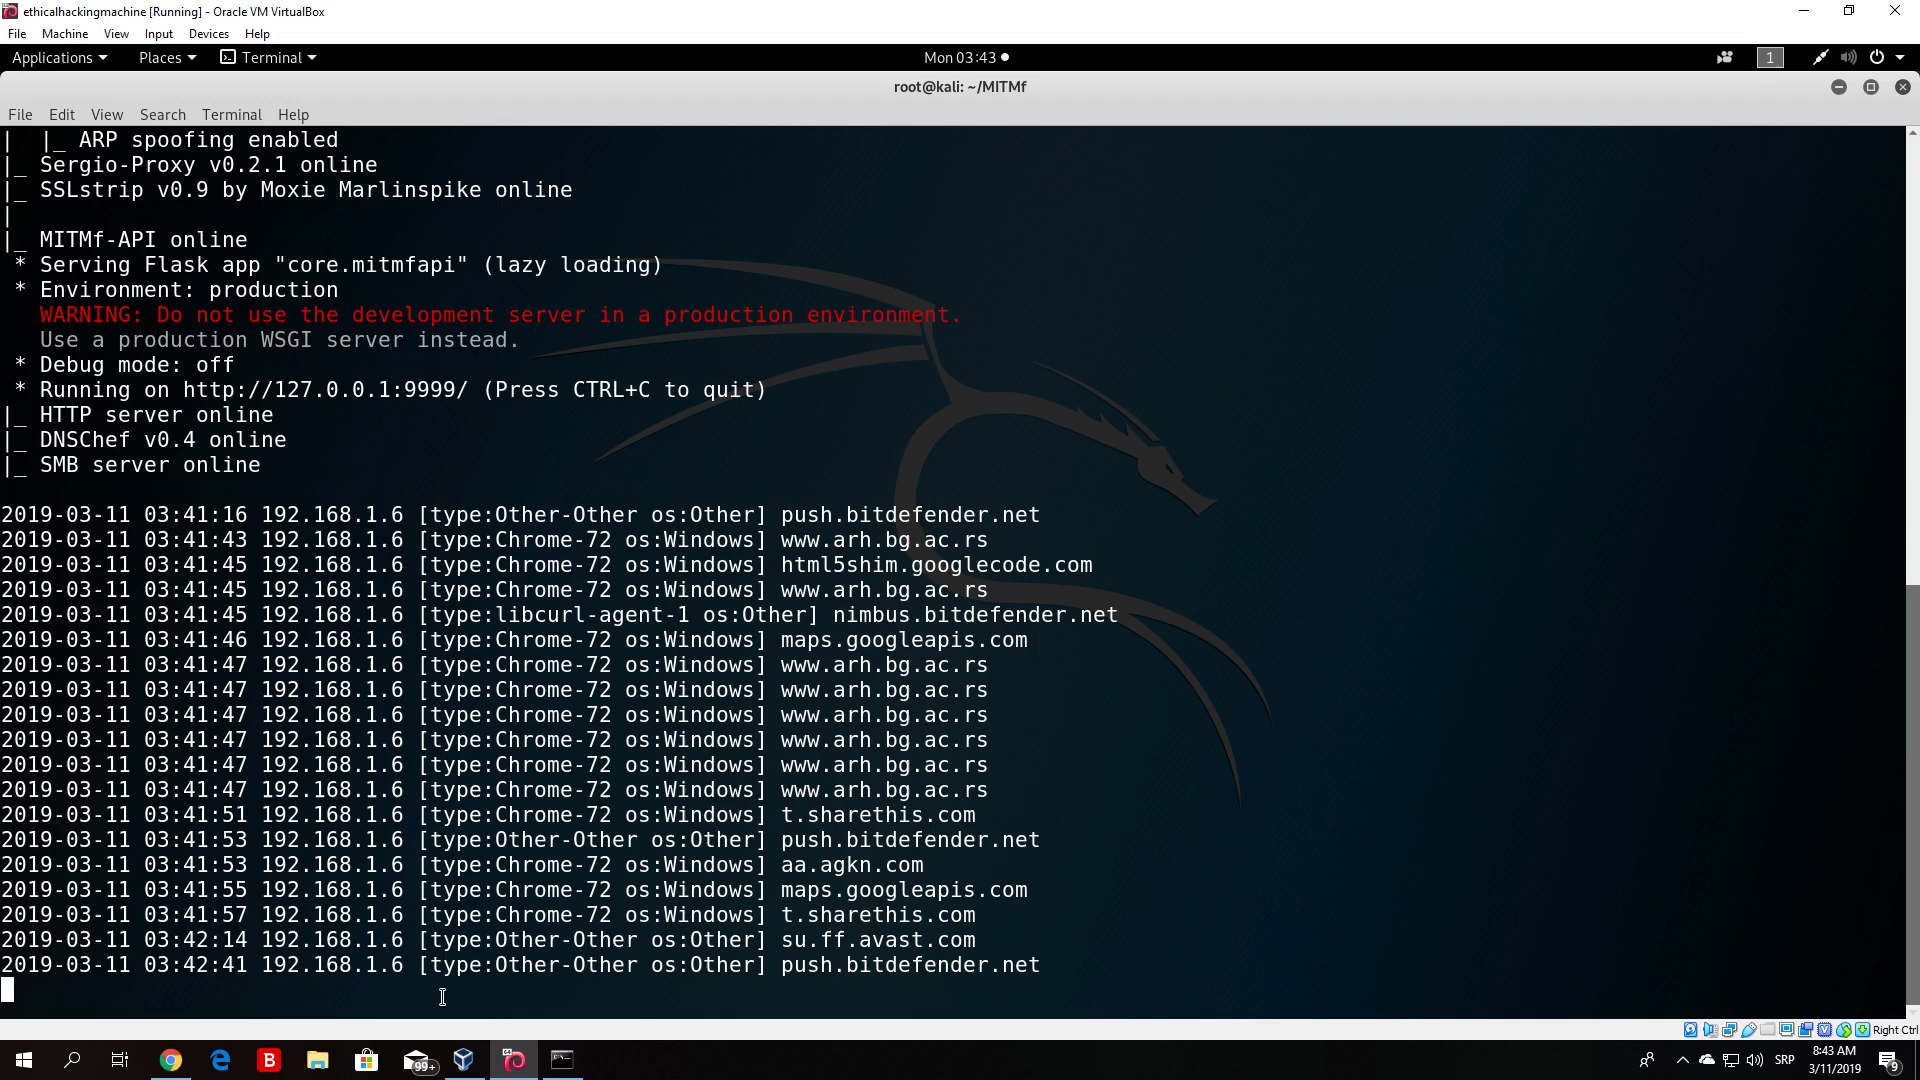 ethicalhackingmachine [Running] - Oracle VM VirtualBox
File Machine View Input Devices Help
Applications Places Terminal Mon 03:43 1
root@kali: ~/MITMf
File Edit View Search Terminal Help
| |_ ARP spoofing enabled
|_ Sergio-Proxy v0.2.1 online
|_ SSLstrip v0.9 by Moxie Marlinspike online
|
|_ MITMf-API online
* Serving Flask app "core.mitmfapi" (lazy loading)
* Environment: production
WARNING: Do not use the development server in a production environment.
Use a production WSGI server instead.
* Debug mode: off
* Running on http://127.0.0.1:9999/ (Press CTRL+C to quit)
|_ HTTP server online
|_ DNSChef v0.4 online
|_ SMB server online
2019-03-11 03:41:16 192.168.1.6 [type:Other-Other os:Other] push.bitdefender.net
2019-03-11 03:41:43 192.168.1.6 [type:Chrome-72 os:Windows] www.arh.bg.ac.rs
2019-03-11 03:41:45 192.168.1.6 [type:Chrome-72 os:Windows] html5shim.googlecode.com
2019-03-11 03:41:45 192.168.1.6 [type:Chrome-72 os:Windows] www.arh.bg.ac.rs
2019-03-11 03:41:45 192.168.1.6 [type:libcurl-agent-1 os:Other] nimbus.bitdefender.net
2019-03-11 03:41:46 192.168.1.6 [type:Chrome-72 os:Windows] maps.googleapis.com
2019-03-11 03:41:47 192.168.1.6 [type:Chrome-72 os:Windows] www.arh.bg.ac.rs
2019-03-11 03:41:47 192.168.1.6 [type:Chrome-72 os:Windows] www.arh.bg.ac.rs
2019-03-11 03:41:47 192.168.1.6 [type:Chrome-72 os:Windows] www.arh.bg.ac.rs
2019-03-11 03:41:47 192.168.1.6 [type:Chrome-72 os:Windows] www.arh.bg.ac.rs
2019-03-11 03:41:47 192.168.1.6 [type:Chrome-72 os:Windows] www.arh.bg.ac.rs
2019-03-11 03:41:47 192.168.1.6 [type:Chrome-72 os:Windows] www.arh.bg.ac.rs
2019-03-11 03:41:51 192.168.1.6 [type:Chrome-72 os:Windows] t.sharethis.com
2019-03-11 03:41:53 192.168.1.6 [type:Other-Other os:Other] push.bitdefender.net
2019-03-11 03:41:53 192.168.1.6 [type:Chrome-72 os:Windows] aa.agkn.com
2019-03-11 03:41:55 192.168.1.6 [type:Chrome-72 os:Windows] maps.googleapis.com
2019-03-11 03:41:57 192.168.1.6 [type:Chrome-72 os:Windows] t.sharethis.com
2019-03-11 03:42:14 192.168.1.6 [type:Other-Other os:Other] su.ff.avast.com
2019-03-11 03:42:41 192.168.1.6 [type:Other-Other os:Other] push.bitdefender.net
Right Ctrl
B 99+ SRP 8:43 AM
3/11/2019 9